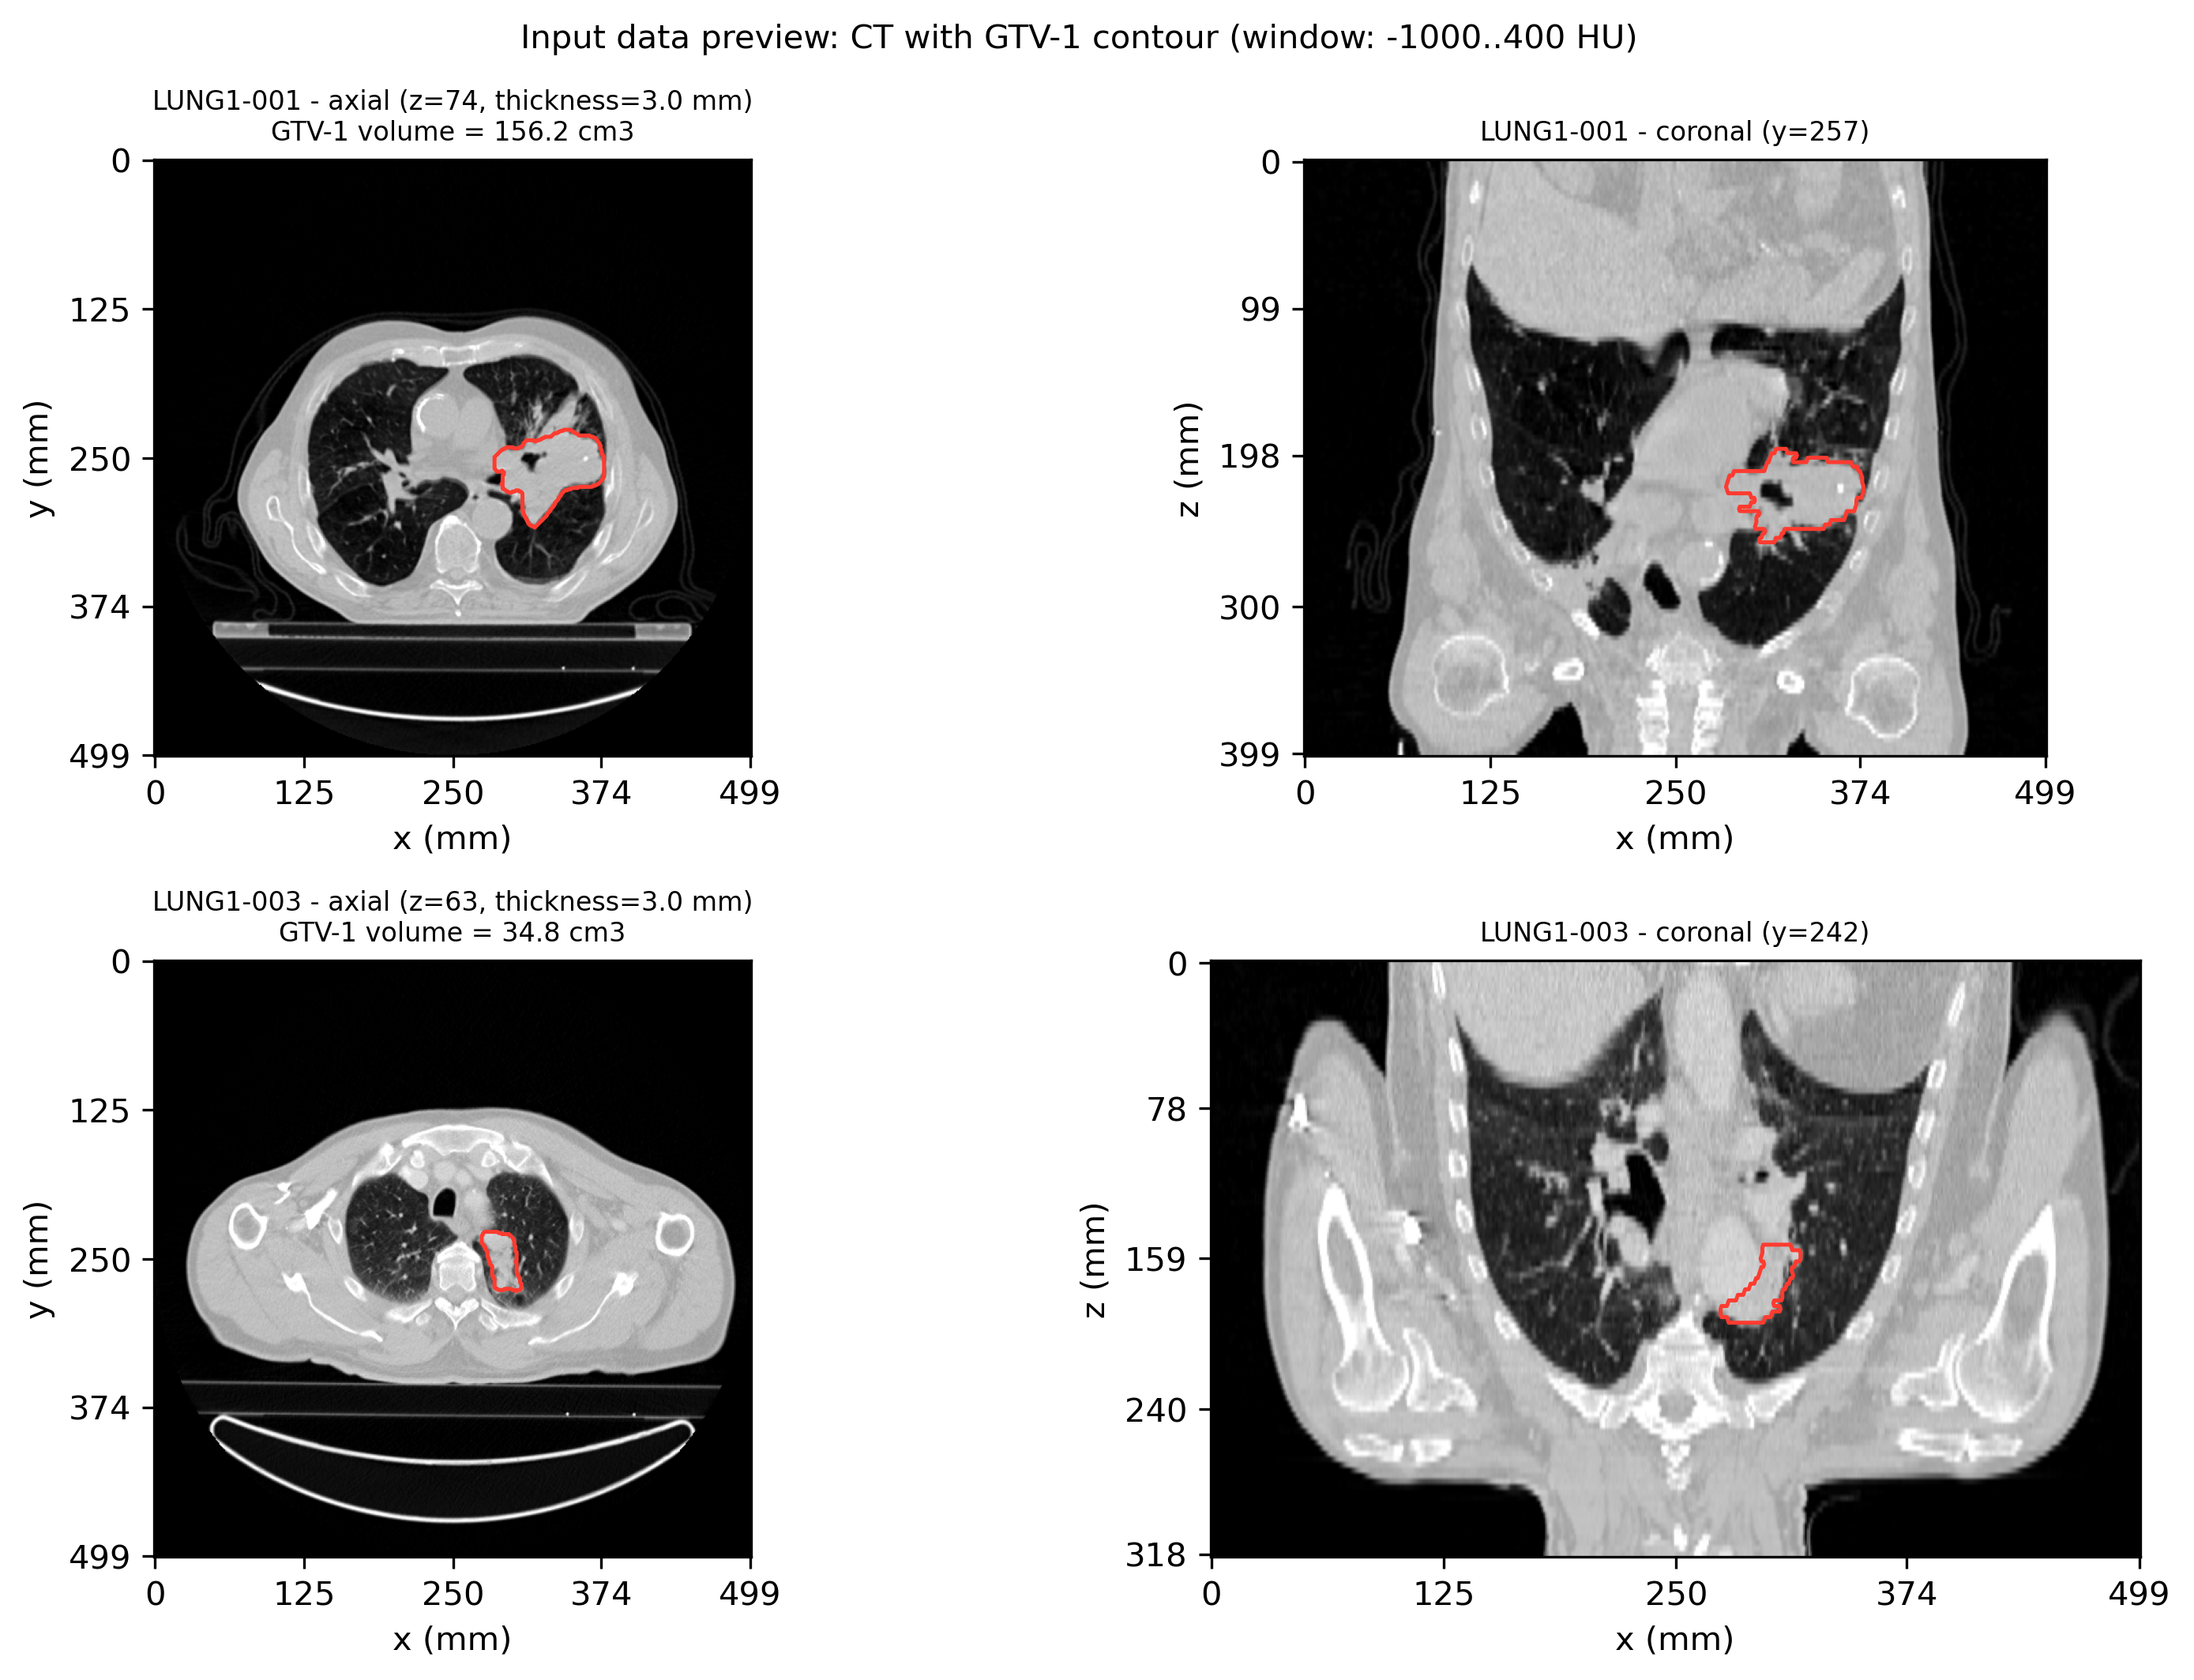 Input data preview: CT with GTV-1 contour (window: -1000..400 HU)
LUNG1-001 - axial (z=74, thickness=3.0 mm)
GTV-1 volume = 156.2 cm3
0
125
250
374
499
y (mm)
0
125
250
374
499
x (mm)
LUNG1-001 - coronal (y=257)
0
99
198
300
399
z (mm)
0
125
250
374
499
x (mm)
LUNG1-003 - axial (z=63, thickness=3.0 mm)
GTV-1 volume = 34.8 cm3
0
125
250
374
499
y (mm)
0
125
250
374
499
x (mm)
LUNG1-003 - coronal (y=242)
0
78
159
240
318
z (mm)
0
125
250
374
499
x (mm)